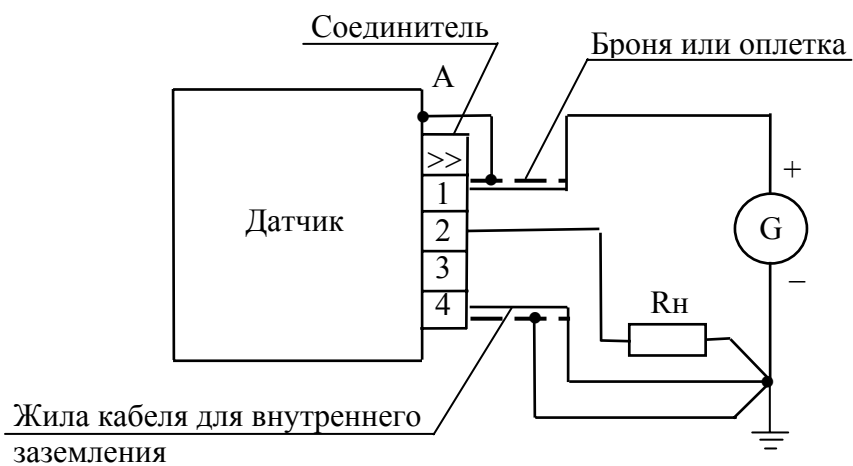 Соединитель
Броня или оплетка
А
>>
1
+
Датчик
2
G
3
–
4
Rн
Жила кабеля для внутреннего
заземления